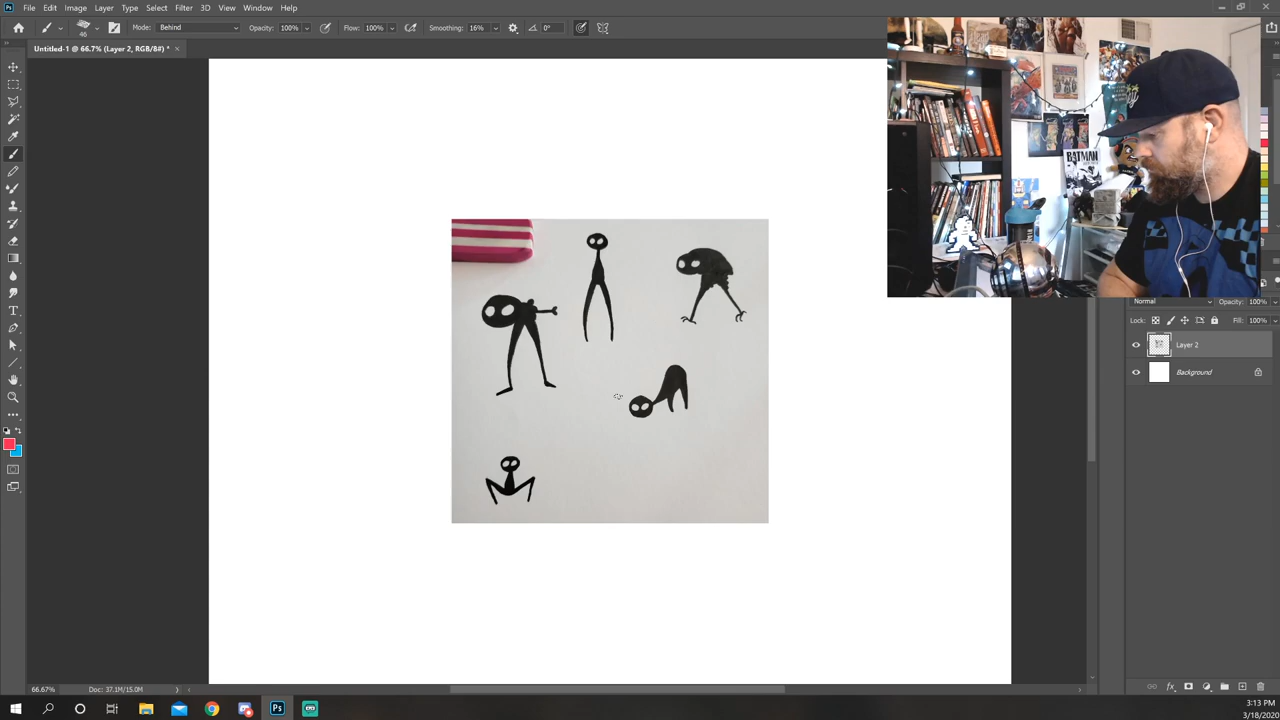 File Edit Image Layer Type Select Filter 3D View Window Help
46 Mode: Behind Opacity: 100% Flow: 100% Smoothing: 16% 0°
Untitled-1 @ 66.7% (Layer 2, RGB/8#) * ×
BATMAN
Normal Opacity: 100%
Lock: Fill: 100%
Layer 2
Background
66.67% Doc: 37.1M/15.0M
3:13 PM
3/18/2020